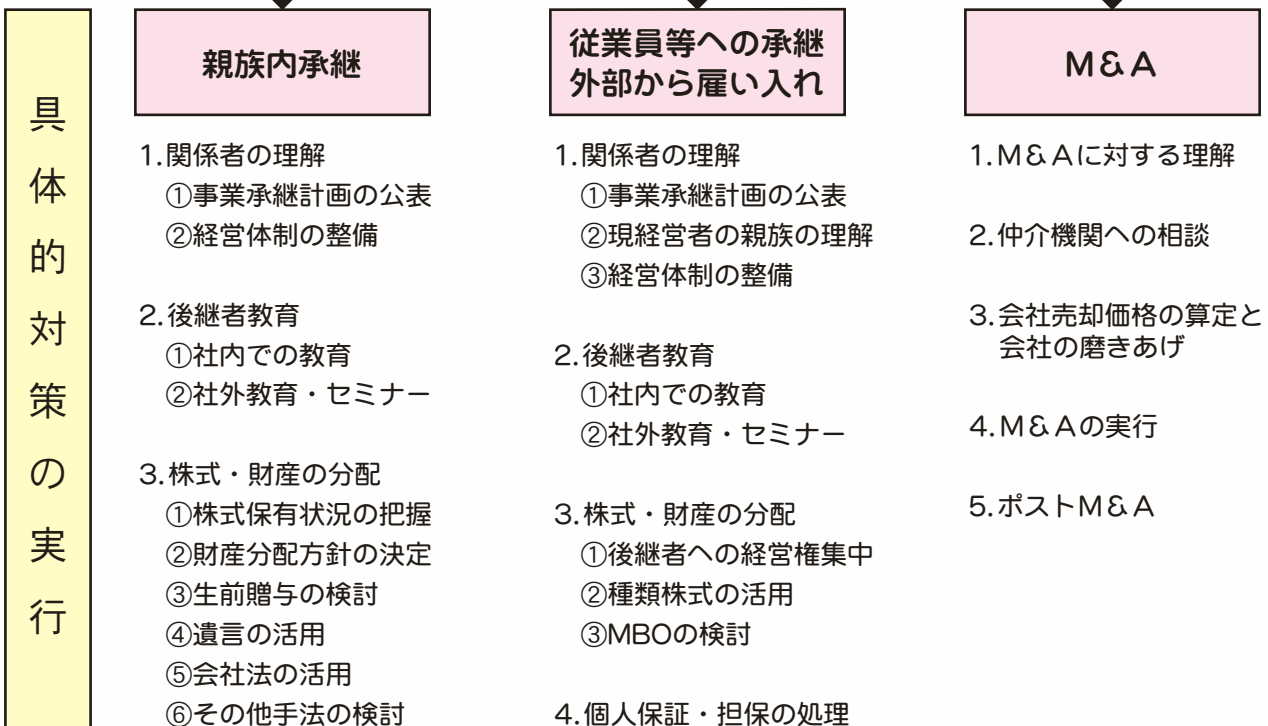 具体的対策の実行
親族内承継
1.関係者の理解
①事業承継計画の公表
②経営体制の整備
2.後継者教育
①社内での教育
②社外教育・セミナー
3.株式・財産の分配
①株式保有状況の把握
②財産分配方針の決定
③生前贈与の検討
④遺言の活用
⑤会社法の活用
⑥その他手法の検討
従業員等への承継
外部から雇い入れ
1.関係者の理解
①事業承継計画の公表
②現経営者の親族の理解
③経営体制の整備
2.後継者教育
①社内での教育
②社外教育・セミナー
3.株式・財産の分配
①後継者への経営権集中
②種類株式の活用
③MBOの検討
4.個人保証・担保の処理
M&A
1.M&Aに対する理解
2.仲介機関への相談
3.会社売却価格の算定と
会社の磨きあげ
4.M&Aの実行
5.ポストM&A